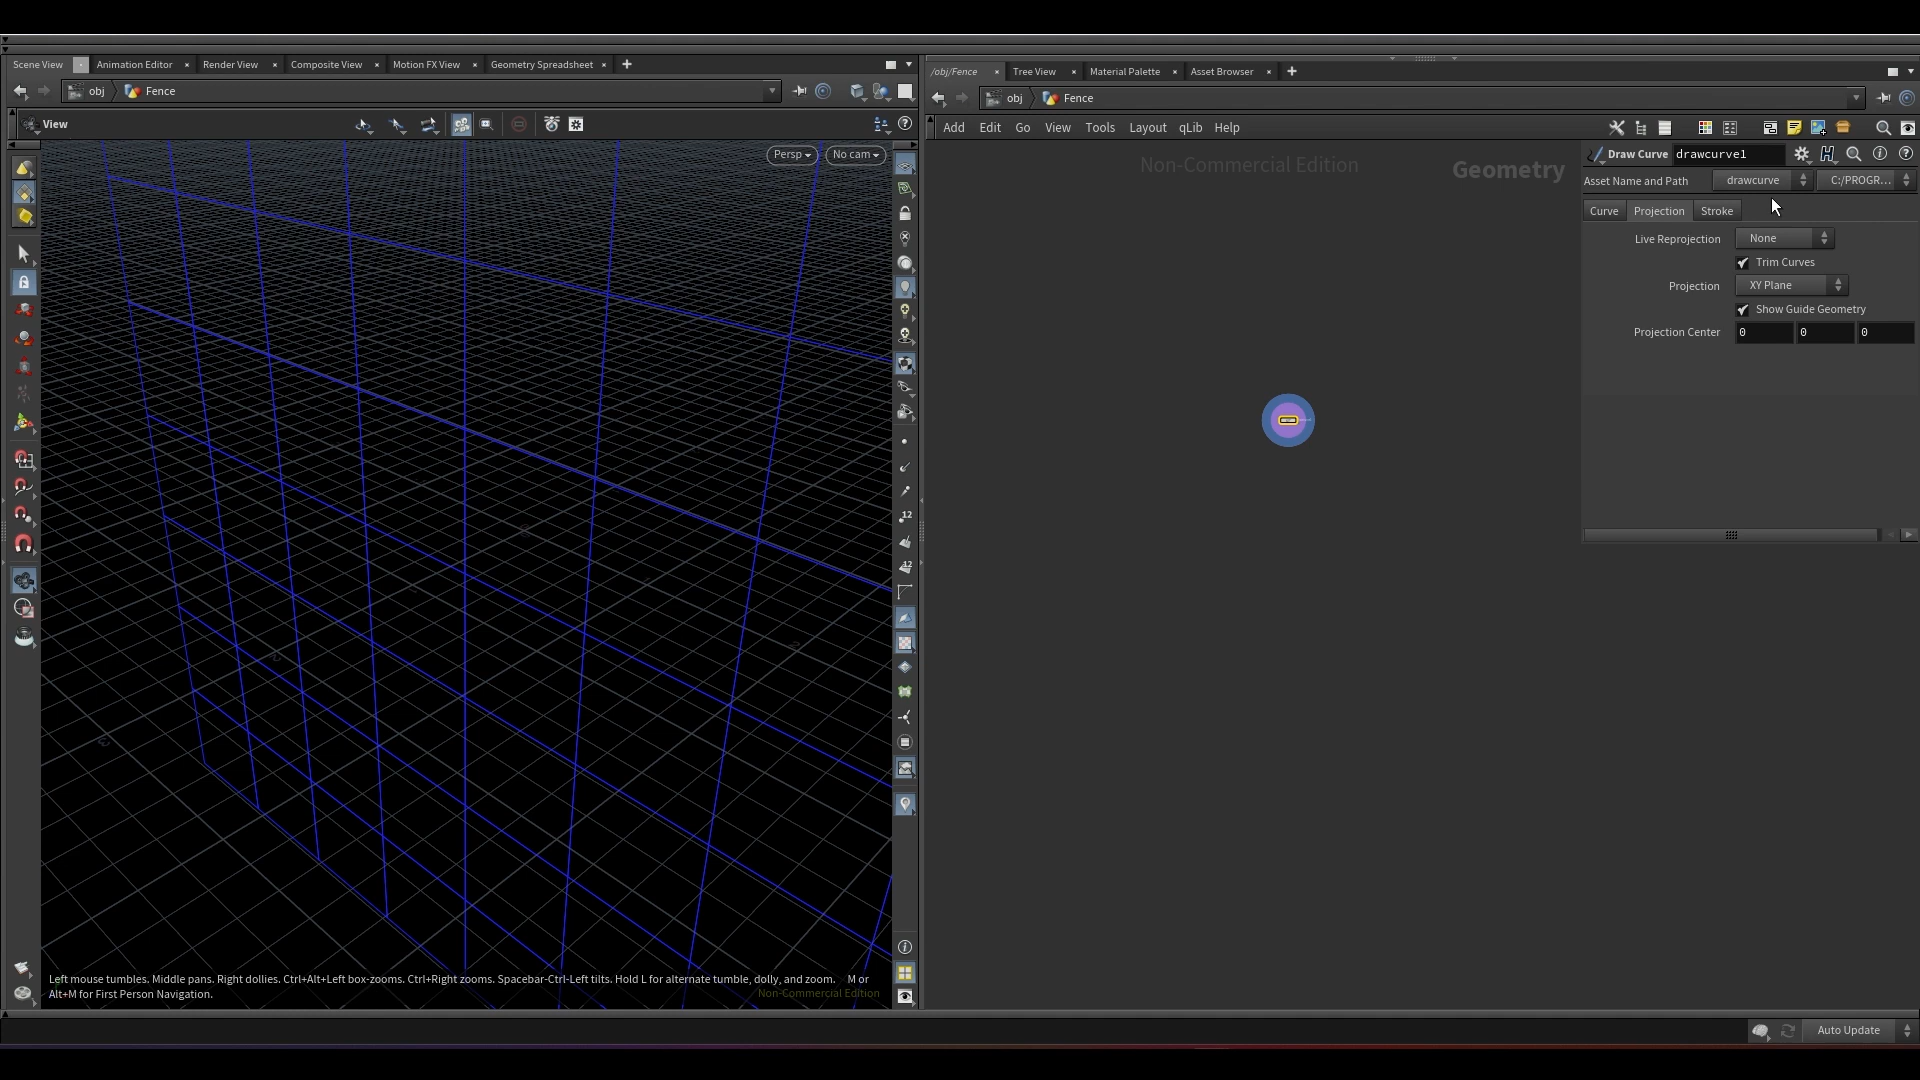 Scene View
Animation Editor
Render View
Composite View
Motion FX View
Geometry Spreadsheet
obj
Fence
View
Persp
No cam
12
12
Left mouse tumbles. Middle pans. Right dollies. Ctrl+Alt+Left box-zooms. Ctrl+Right zooms. Spacebar-Ctrl-Left tilts. Hold L for alternate tumble, dolly, and zoom. M or
Alt+M for First Person Navigation.
Non-Commercial Edition
/obj/Fence
Tree View
Material Palette
Asset Browser
obj
Fence
Add Edit Go View Tools Layout qLib Help
Non-Commercial Edition
Geometry
Draw Curve drawcurve1
Asset Name and Path drawcurve C:/PROGR...
Curve Projection Stroke
Live Reprojection None
Trim Curves
Projection XY Plane
Show Guide Geometry
Projection Center 0 0 0
Auto Update